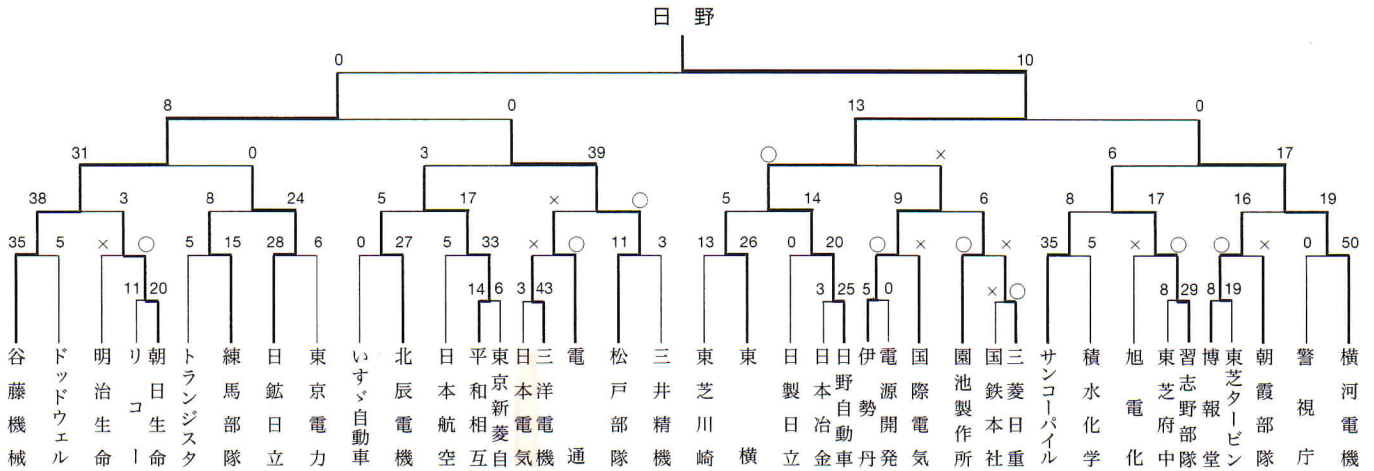 日 野
0 10
8 0 13 0
31 0 3 39 ○ × 6 17
38 3 8 24 5 17 × ○ 5 14 9 6 8 17 16 19
35 5 × ○ 5 15 28 6 0 27 5 33 × ○ 11 3 13 26 0 20 ○ × ○ × 35 5 × ○ ○ × 0 50
11 20 14 6 3 43 3 25 5 0 × ○ 8 29 8 19
谷藤機械
ドッドウェル
明治生命
リコー
朝日生命
トランジスタ
練馬部隊
日鉱日立
東京電力
いすゞ自動車
北辰電機
日本航空
平和相互
東京新菱自
日本電気
三洋電機
電通
松戸部隊
三井精機
東芝川崎
東横
日製日立
日本冶金
日野自動車
伊勢丹
電源開発
国際電気
園池製作所
国鉄本社
三菱日重
サンコーパイル
積水化学
旭電化
東芝府中
習志野部隊
博報堂
東芝タービン
朝霞部隊
警視庁
横河電機